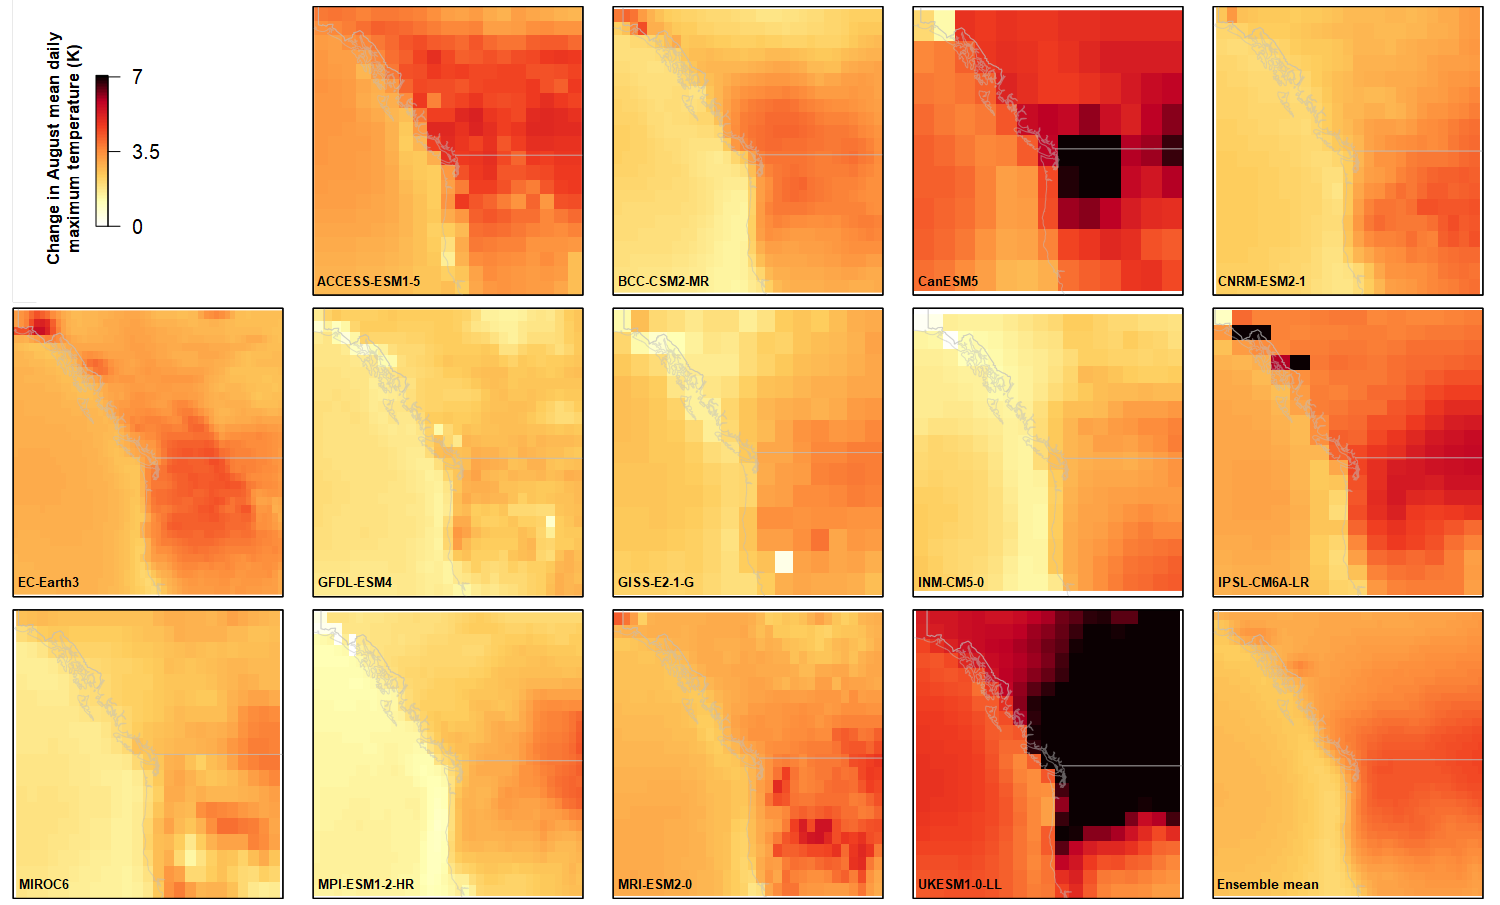 Change in August mean daily
maximum temperature (K)
7
3.5
0
ACCESS-ESM1-5
BCC-CSM2-MR
CanESM5
CNRM-ESM2-1
EC-Earth3
GFDL-ESM4
GISS-E2-1-G
INM-CM5-0
IPSL-CM6A-LR
MIROC6
MPI-ESM1-2-HR
MRI-ESM2-0
UKESM1-0-LL
Ensemble mean